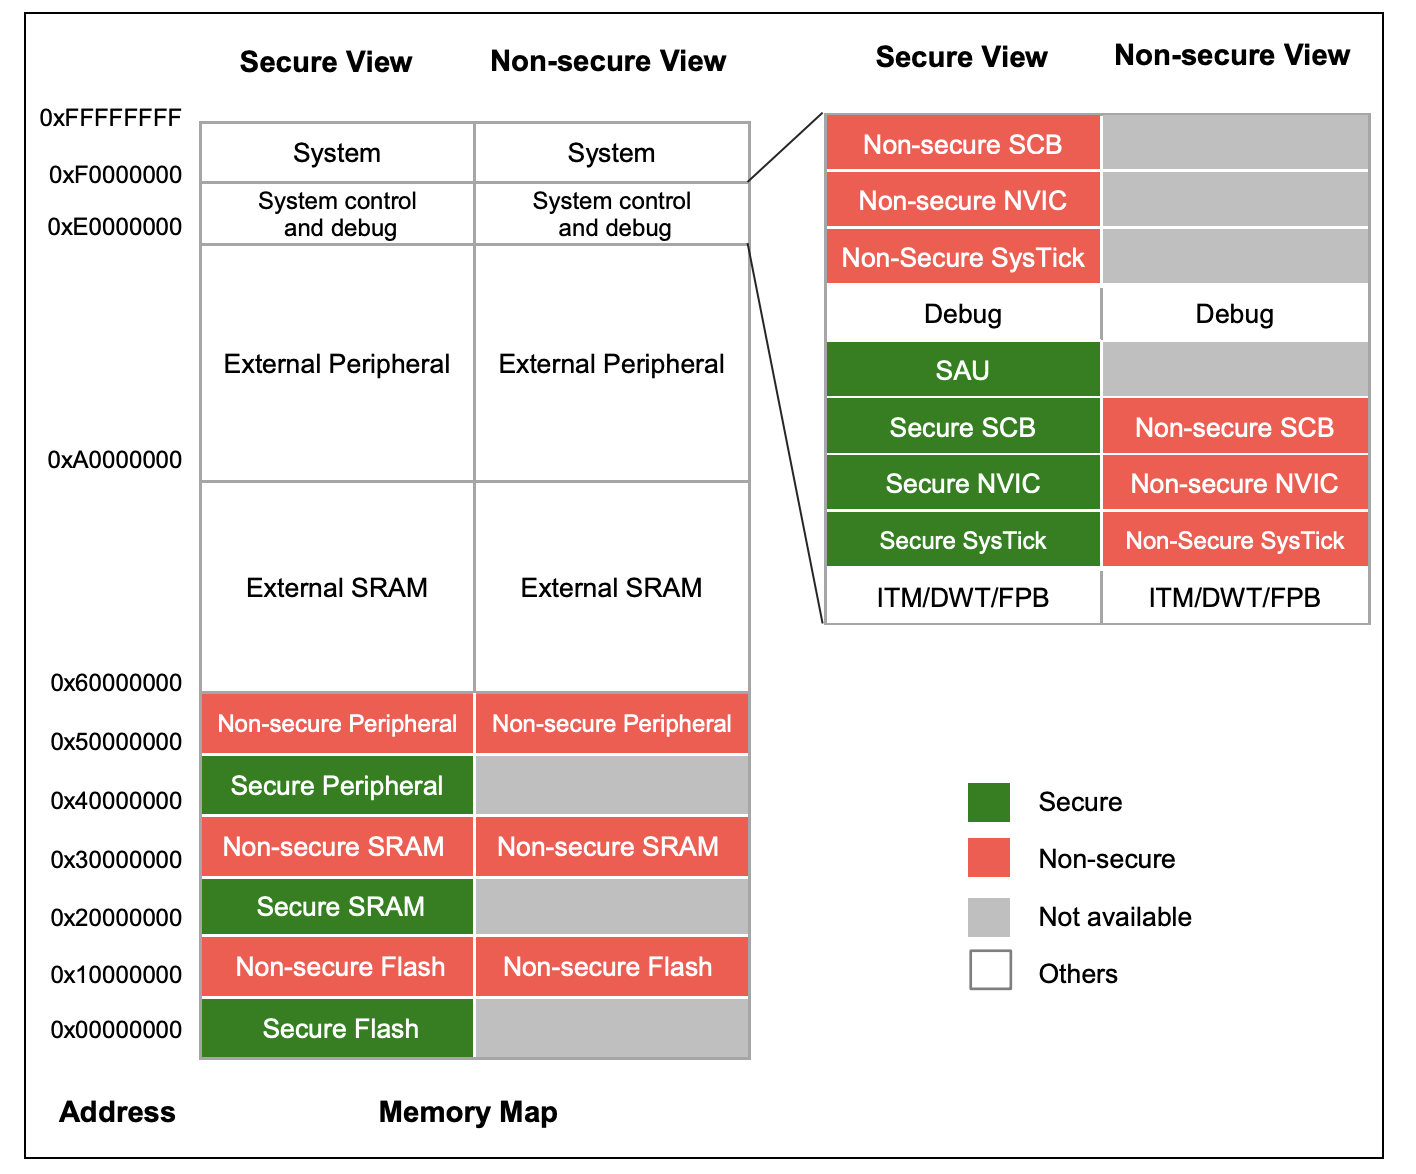 Secure View
Non-secure View
Secure View
Non-secure View
0xFFFFFFFF
0xF0000000
0xE0000000
0xA0000000
0x60000000
0x50000000
0x40000000
0x30000000
0x20000000
0x10000000
0x00000000
System
System
System control
and debug
System control
and debug
External Peripheral
External Peripheral
External SRAM
External SRAM
Non-secure Peripheral
Non-secure Peripheral
Secure Peripheral
Non-secure SRAM
Non-secure SRAM
Secure SRAM
Non-secure Flash
Non-secure Flash
Secure Flash
Address
Memory Map
Non-secure SCB
Non-secure NVIC
Non-Secure SysTick
Debug
Debug
SAU
Secure SCB
Non-secure SCB
Secure NVIC
Non-secure NVIC
Secure SysTick
Non-Secure SysTick
ITM/DWT/FPB
ITM/DWT/FPB
Secure
Non-secure
Not available
Others